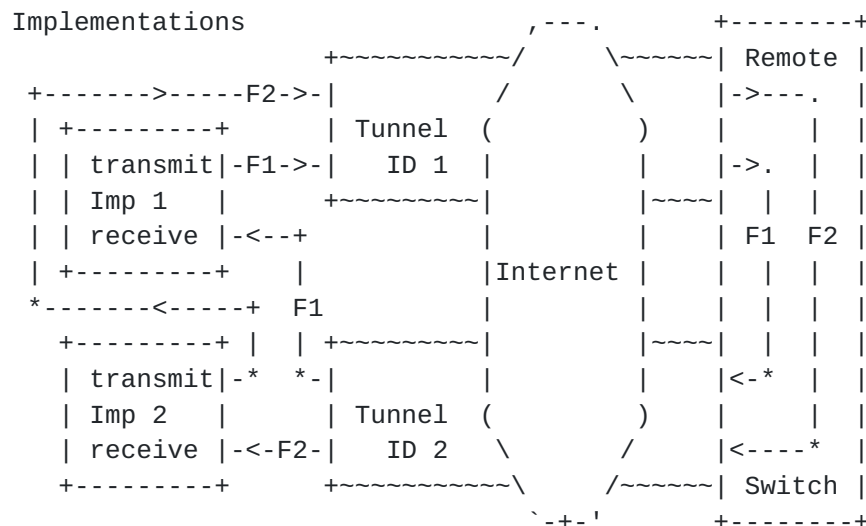 Implementations               ,---.       +--------+
                    +~~~~~~~~~~~/     \~~~~~~| Remote |
 +------->-----F2->-|          /       \     |->---.  |
 | +---------+      | Tunnel  (         )    |     |  |
 | | transmit|-F1->-|   ID 1  |         |    |->.  |  |
 | | Imp 1   |      +~~~~~~~~~|         |~~~~|  |  |  |
 | | receive |-<--+           |         |    | F1  F2 |
 | +---------+    |           |Internet |    |  |  |  |
 *-------<-----+  F1          |         |    |  |  |  |
   +---------+ |  | +~~~~~~~~~|         |~~~~|  |  |  |
   | transmit|-*  *-|         |         |    |<-*  |  |
   | Imp 2   |      | Tunnel  (         )    |     |  |
   | receive |-<-F2-|   ID 2   \       /     |<----*  |
   +---------+      +~~~~~~~~~~~\     /~~~~~~| Switch |
                                 `-+-'       +--------+